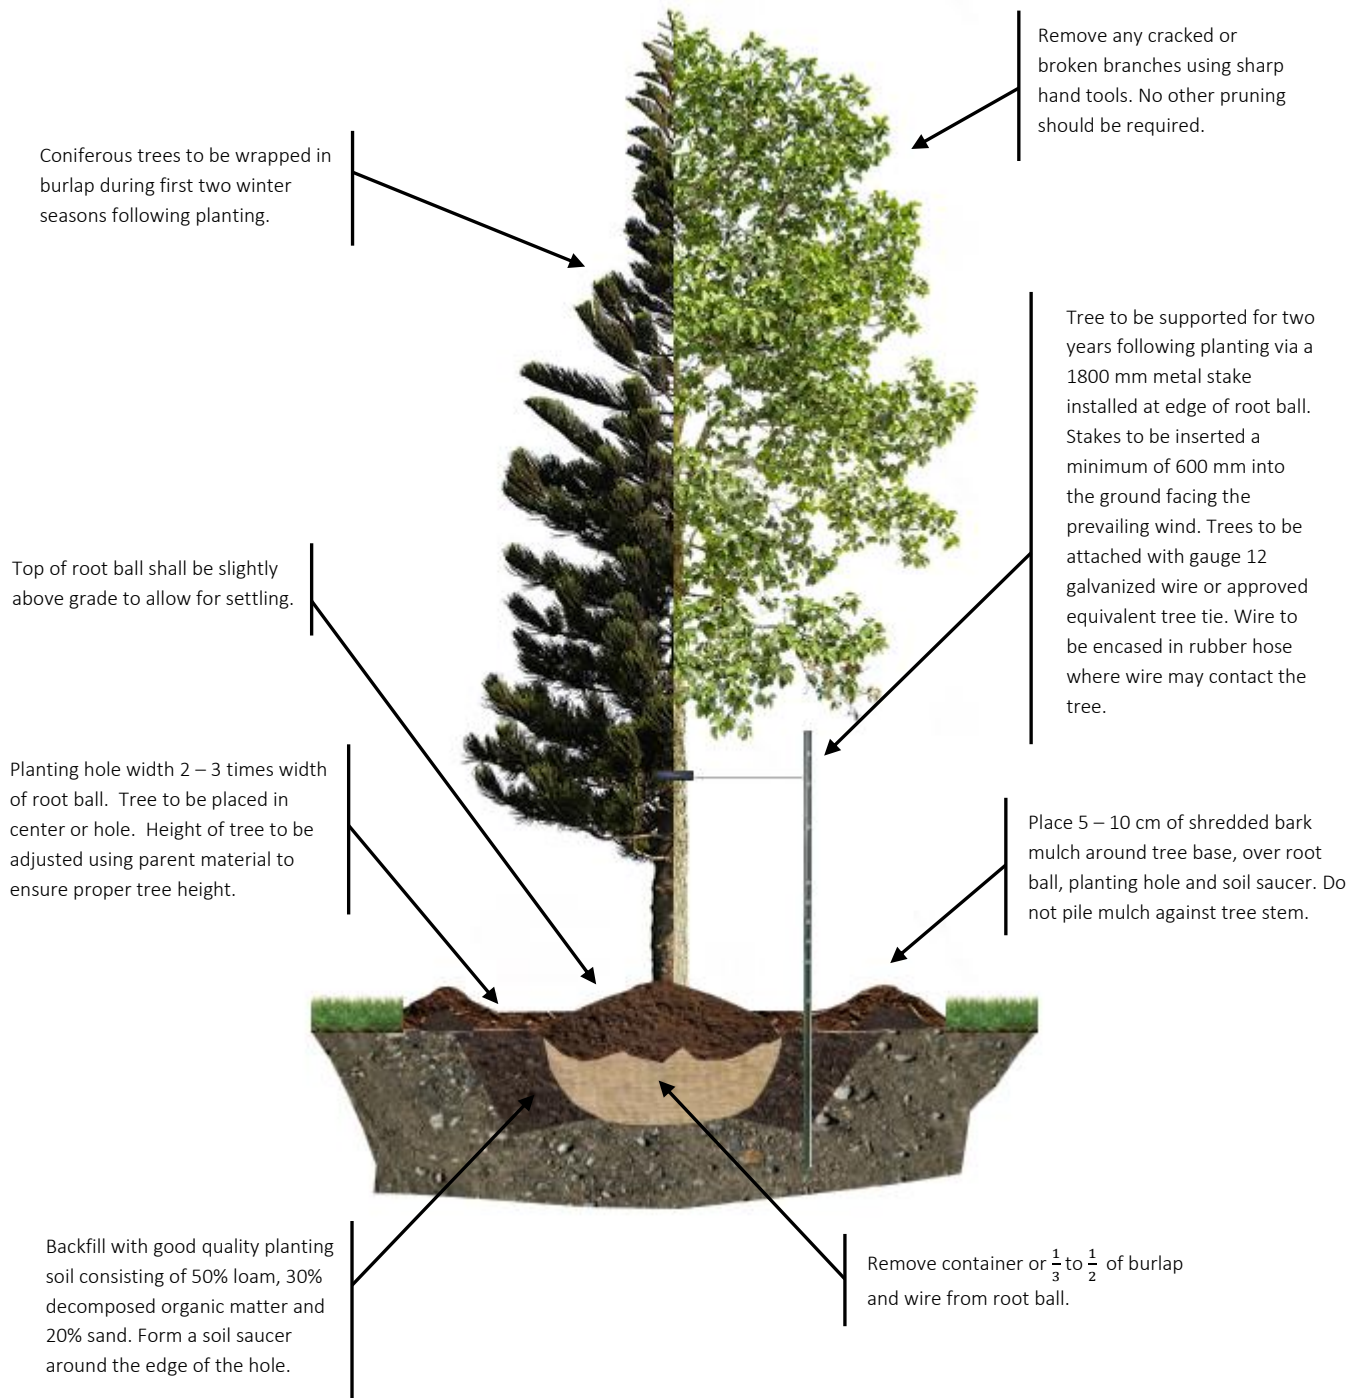 Remove any cracked or
broken branches using sharp
hand tools. No other pruning
should be required.
Coniferous trees to be wrapped in
burlap during first two winter
seasons following planting.
Tree to be supported for two
years following planting via a
1800 mm metal stake
installed at edge of root ball.
Stakes to be inserted a
minimum of 600 mm into
the ground facing the
prevailing wind. Trees to be
attached with gauge 12
galvanized wire or approved
equivalent tree tie. Wire to
be encased in rubber hose
where wire may contact the
tree.
Top of root ball shall be slightly
above grade to allow for settling.
Planting hole width 2 – 3 times width
of root ball. Tree to be placed in
center or hole. Height of tree to be
adjusted using parent material to
ensure proper tree height.
Place 5 – 10 cm of shredded bark
mulch around tree base, over root
ball, planting hole and soil saucer. Do
not pile mulch against tree stem.
Backfill with good quality planting
soil consisting of 50% loam, 30%
decomposed organic matter and
20% sand. Form a soil saucer
around the edge of the hole.
Remove container or 1/3 to 1/2 of burlap
and wire from root ball.